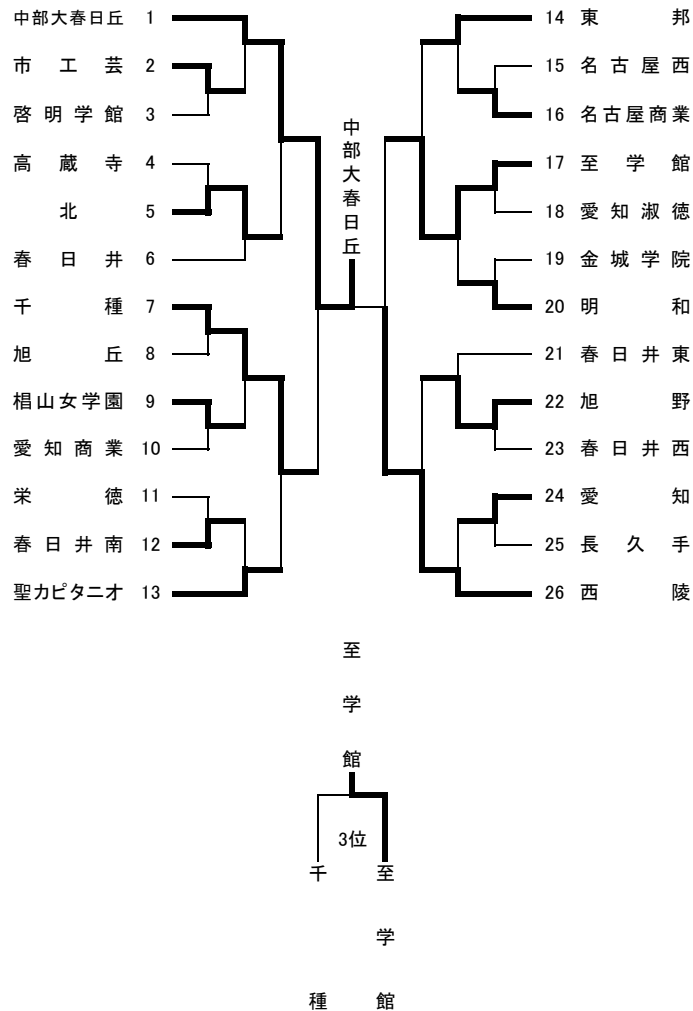 中部大春日丘 1
市工芸 2
啓明学館 3
高蔵寺 4
北 5
春日井 6
千種 7
旭丘 8
椙山女学園 9
愛知商業 10
栄徳 11
春日井南 12
聖カピタニオ 13
中部大春日丘
14 東邦
15 名古屋西
16 名古屋商業
17 至学館
18 愛知淑徳
19 金城学院
20 明和
21 春日井東
22 旭野
23 春日井西
24 愛知
25 長久手
26 西陵
至学館
3位
千種
至学館